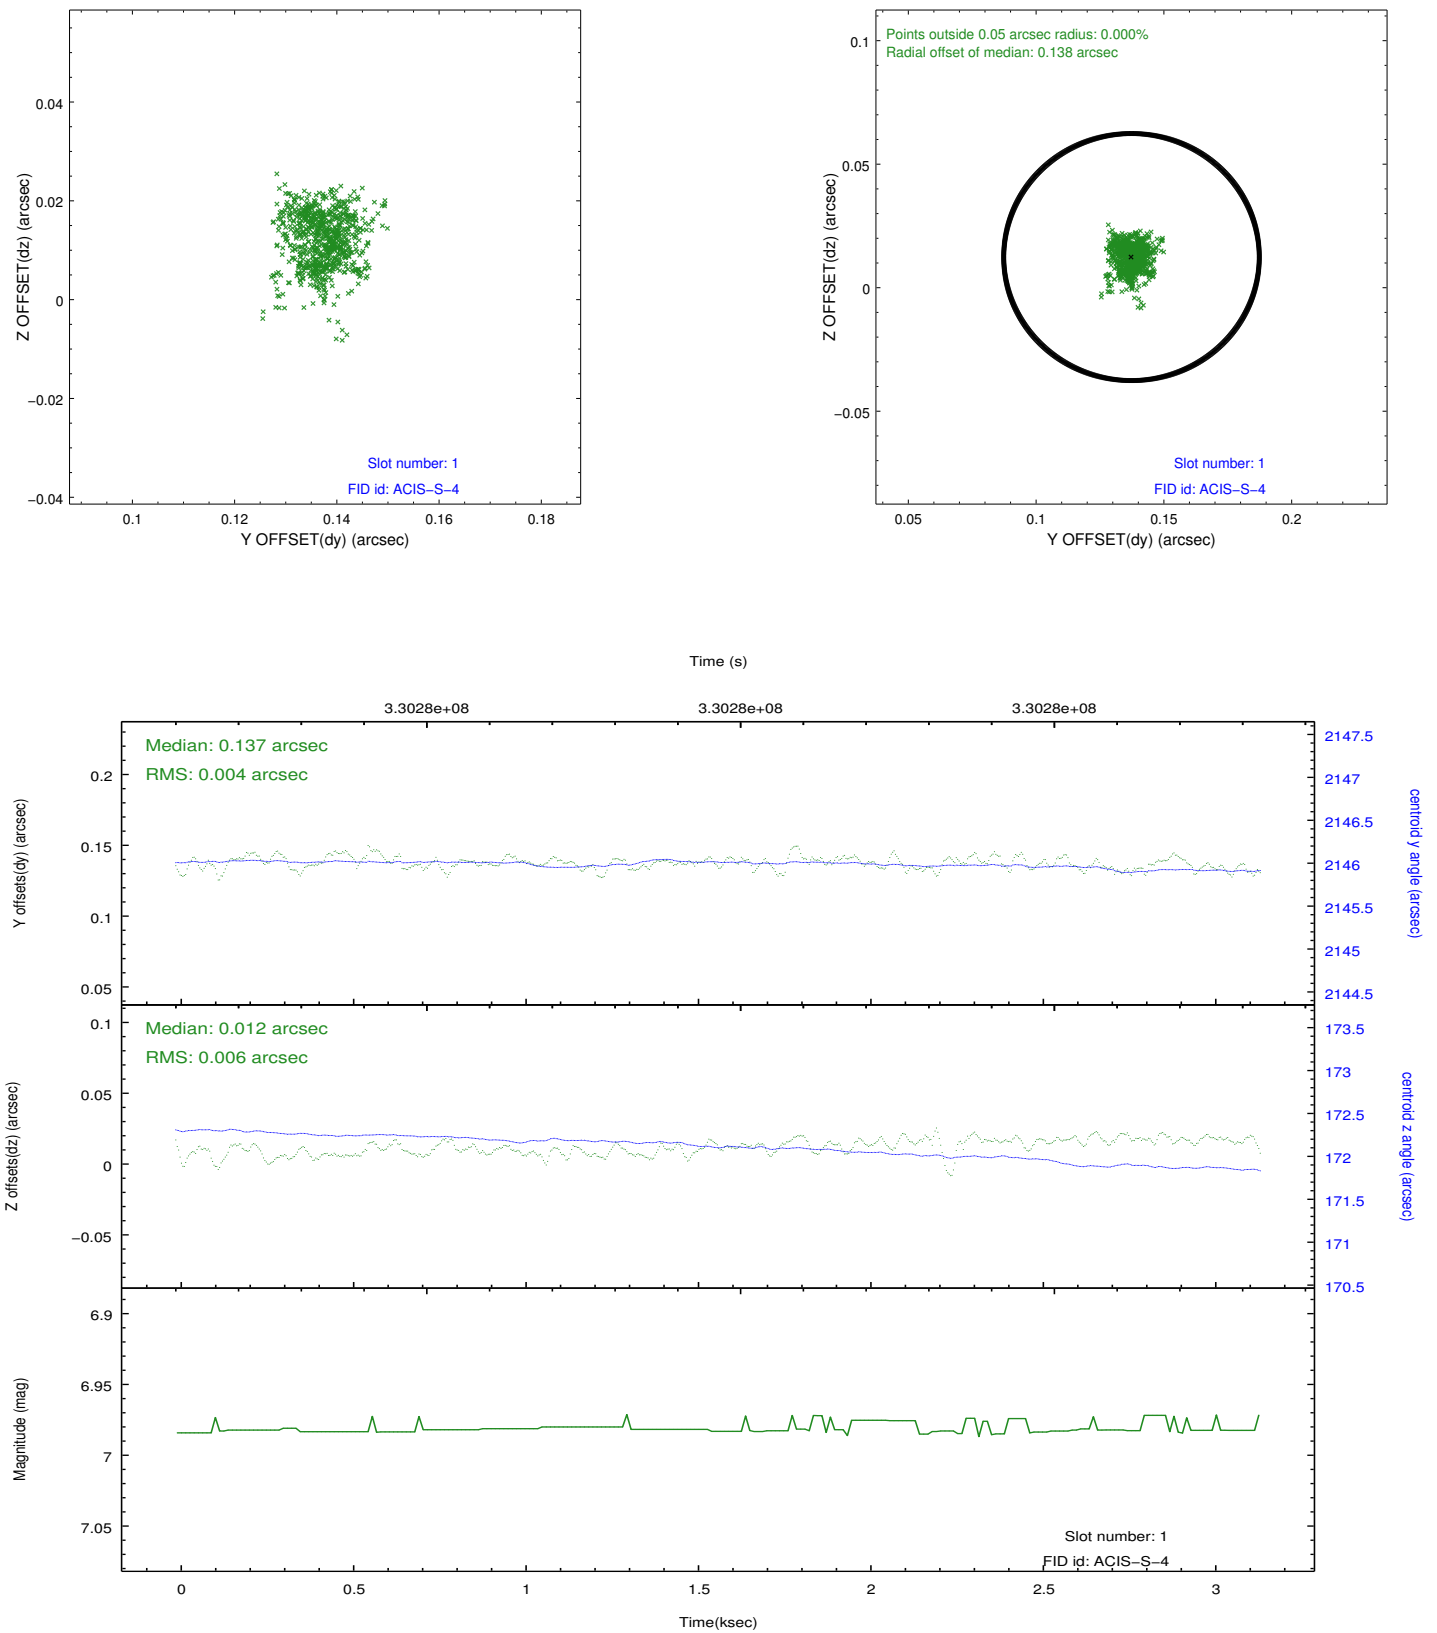 0.04
0.02
0
−0.02
−0.04
Z OFFSET(dz) (arcsec)
Slot number: 1
FID id: ACIS−S−4
0.1
0.12
0.14
0.16
0.18
Y OFFSET(dy) (arcsec)
Points outside 0.05 arcsec radius: 0.000%
Radial offset of median: 0.138 arcsec
0.1
0.05
0
−0.05
Z OFFSET(dz) (arcsec)
Slot number: 1
FID id: ACIS−S−4
0.05
0.1
0.15
0.2
Y OFFSET(dy) (arcsec)
Time (s)
3.3028e+08
3.3028e+08
3.3028e+08
Median: 0.137 arcsec
RMS: 0.004 arcsec
0.2
0.15
0.1
0.05
Y offsets(dy) (arcsec)
2147.5
2147
2146.5
2146
2145.5
2145
2144.5
centroid y angle (arcsec)
Median: 0.012 arcsec
RMS: 0.006 arcsec
0.1
0.05
0
−0.05
Z offsets(dz) (arcsec)
173.5
173
172.5
172
171.5
171
170.5
centroid z angle (arcsec)
6.9
6.95
7
7.05
Magnitude (mag)
Slot number: 1
FID id: ACIS−S−4
0
0.5
1
1.5
2
2.5
3
Time(ksec)